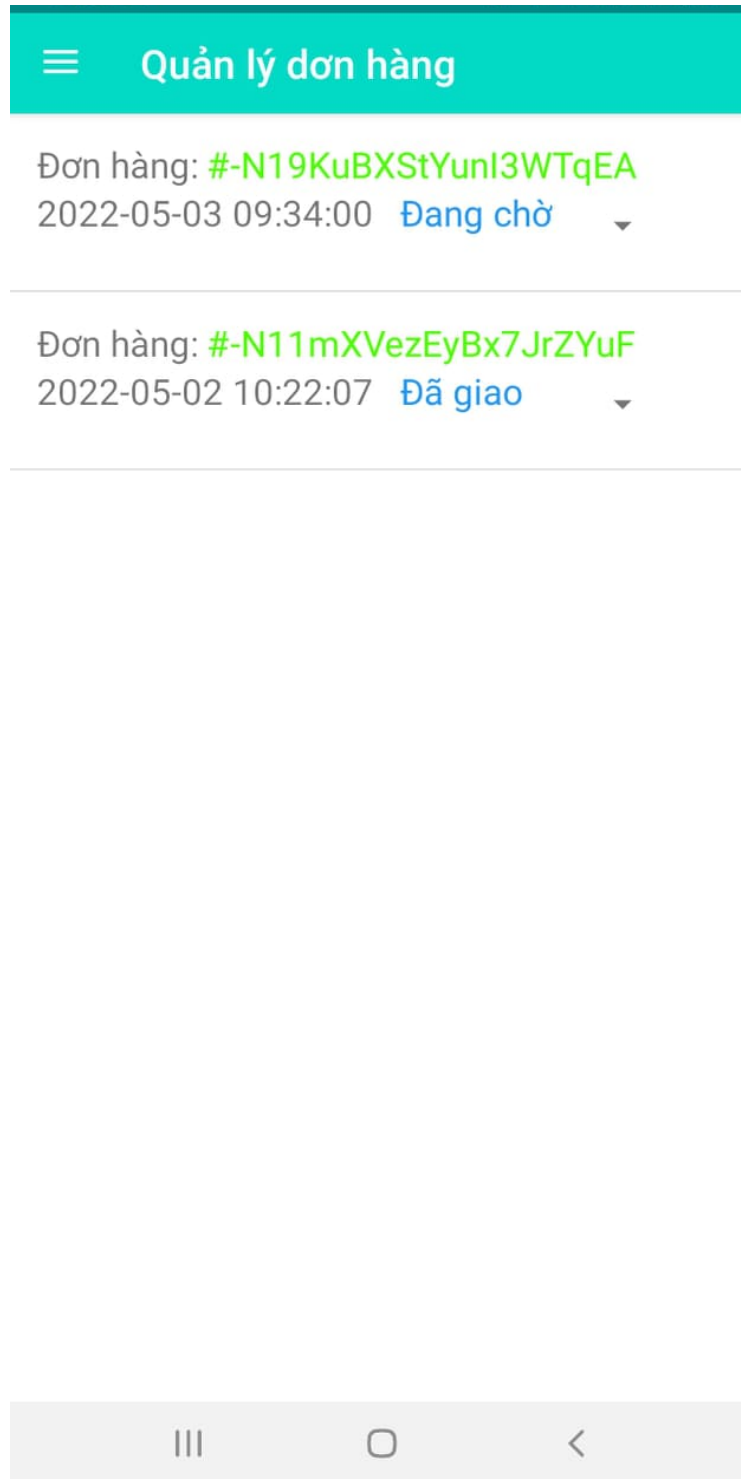 Quản lý dơn hàng
Đơn hàng: #-N19KuBXStYunI3WTqEA
2022-05-03 09:34:00 Đang chờ
Đơn hàng: #-N11mXVezEyBx7JrZYuF
2022-05-02 10:22:07 Đã giao